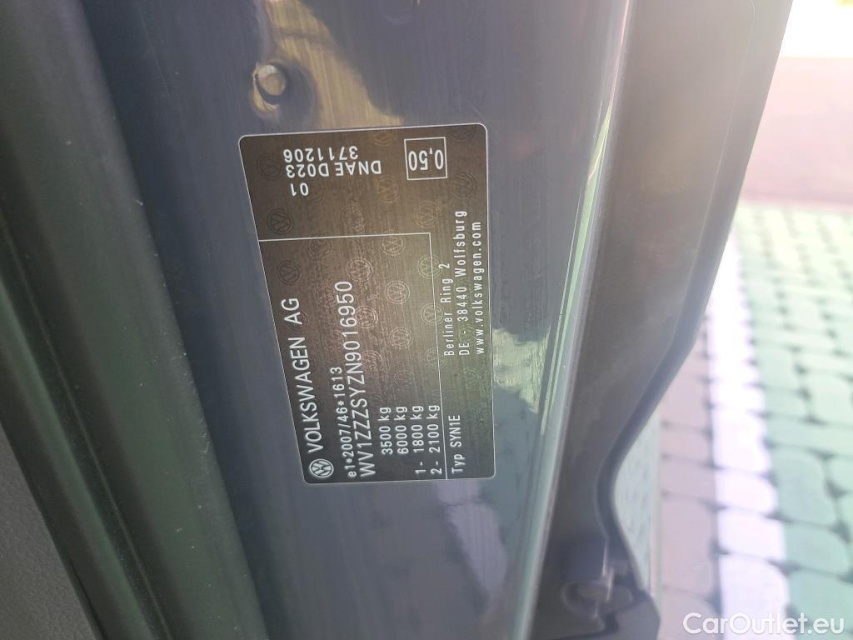 VOLKSWAGEN AG
e1*2007/46*1613
WV1ZZZSYZN9016950
3500 kg
6000 kg
1- 1800 kg
2- 2100 kg
Typ SYN1E
Berliner Ring 2
DE - 38440 Wolfsburg
www.volkswagen.com
01
DNAE D023
3711206
0,50
CarOutlet.eu